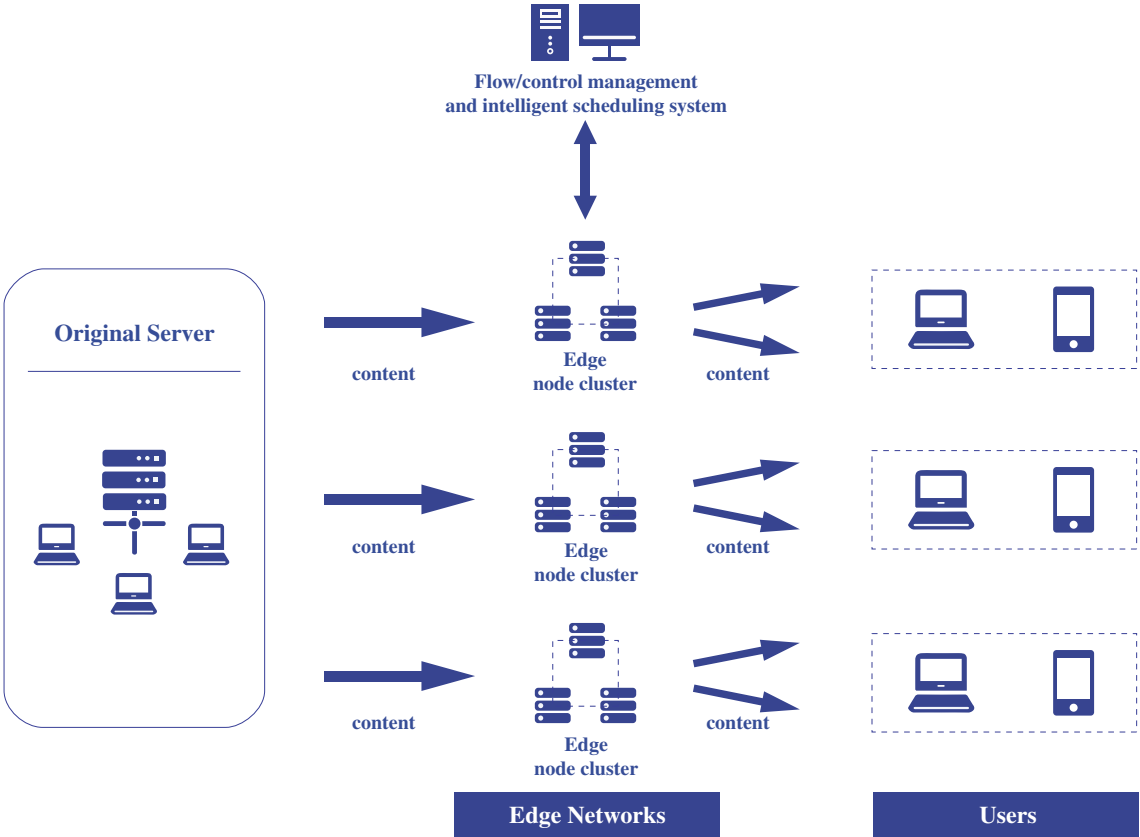 Flow/control management
and intelligent scheduling system
Original Server
content
Edge
node cluster
content
content
Edge
node cluster
content
content
Edge
node cluster
content
Edge Networks
Users